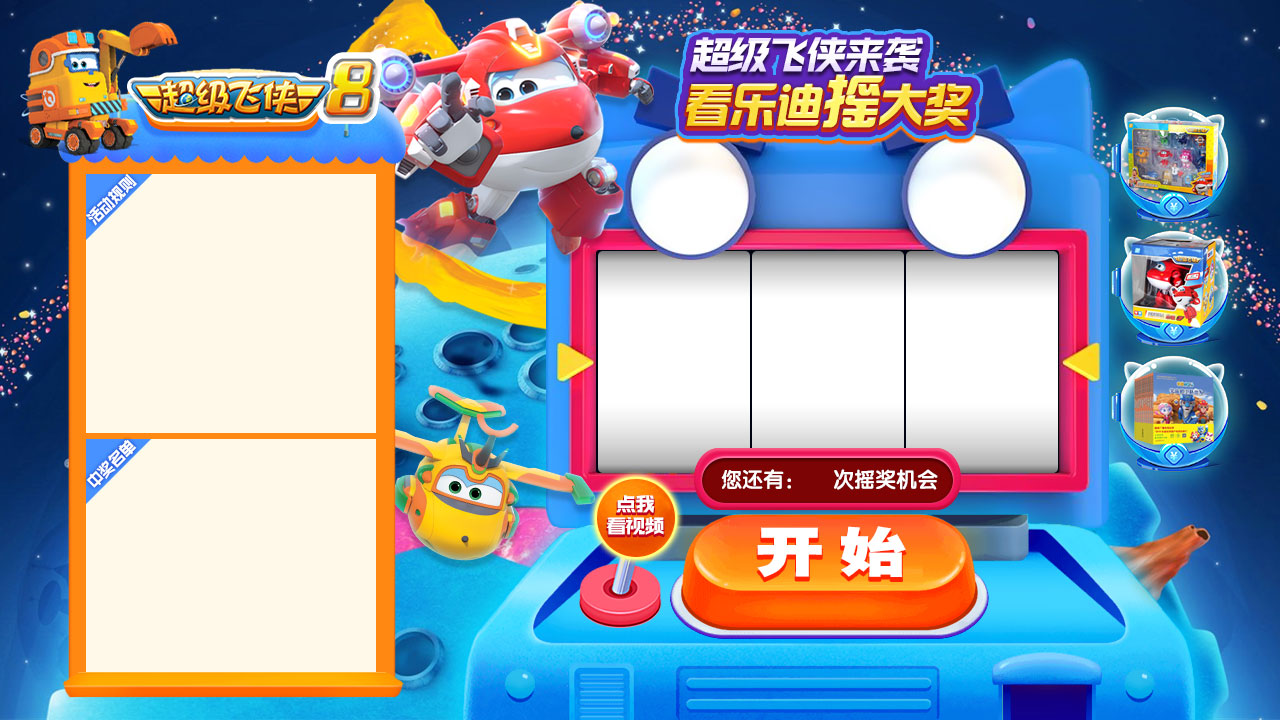 超级飞侠8
超级飞侠来袭
看乐迪摇大奖
活动规则
中奖名单
您还有： 次摇奖机会
点我
看视频
开始